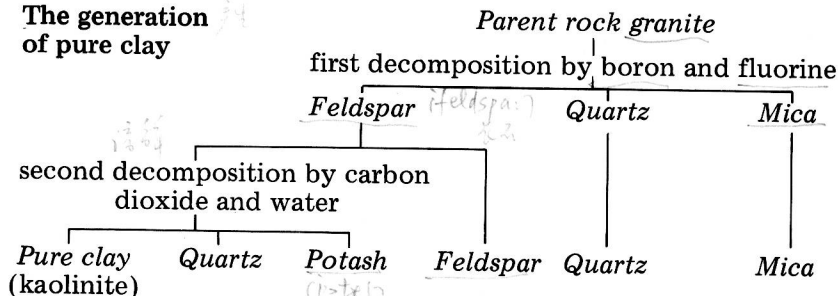 The generation
of pure clay
Parent rock granite
first decomposition by boron and fluorine
Feldspar
Quartz
Mica
second decomposition by carbon
dioxide and water
Pure clay
(kaolinite)
Quartz
Potash
Feldspar
Quartz
Mica